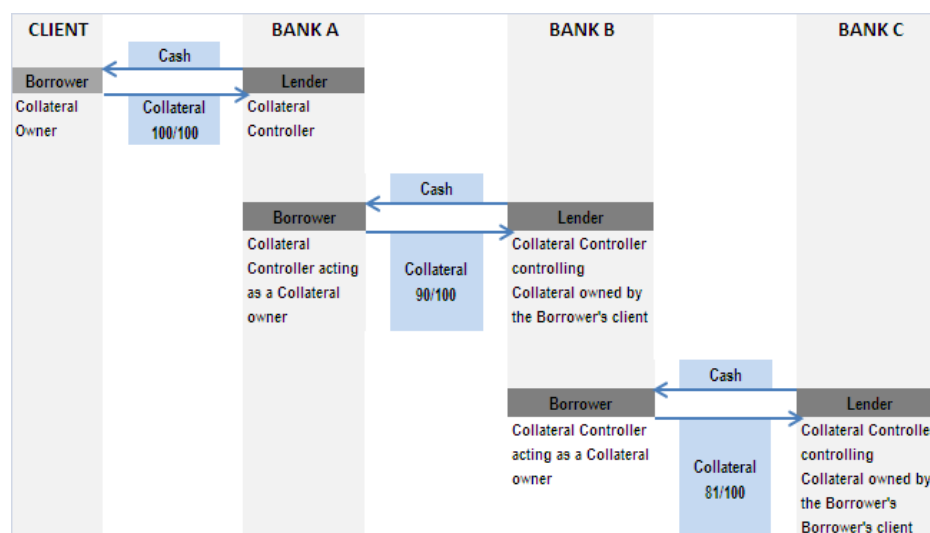 CLIENT
BANK A
BANK B
BANK C
Cash
Borrower
Lender
Collateral
Owner
Collateral
100/100
Collateral
Controller
Cash
Borrower
Lender
Collateral
Controller acting
as a Collateral
owner
Collateral
90/100
Collateral Controller
controlling
Collateral owned by
the Borrower's client
Cash
Borrower
Lender
Collateral Controller
acting as a Collateral
owner
Collateral
81/100
Collateral Controlle
controlling
Collateral owned by
the Borrower's
Borrower's client